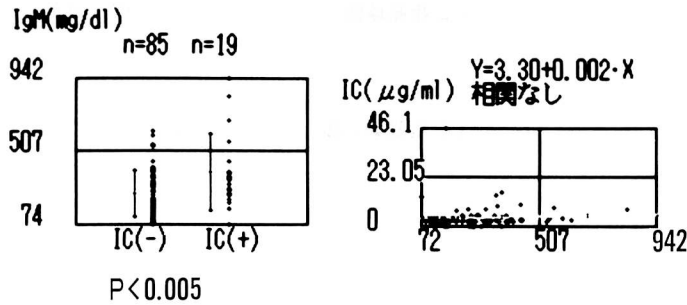 IgM(mg/dl)
n=85 n=19
942
507
74
IC(-) IC(+)
P<0.005
Y=3.30+0.002·X
IC(μg/ml) 相関なし
46.1
23.05
0
72 507 942